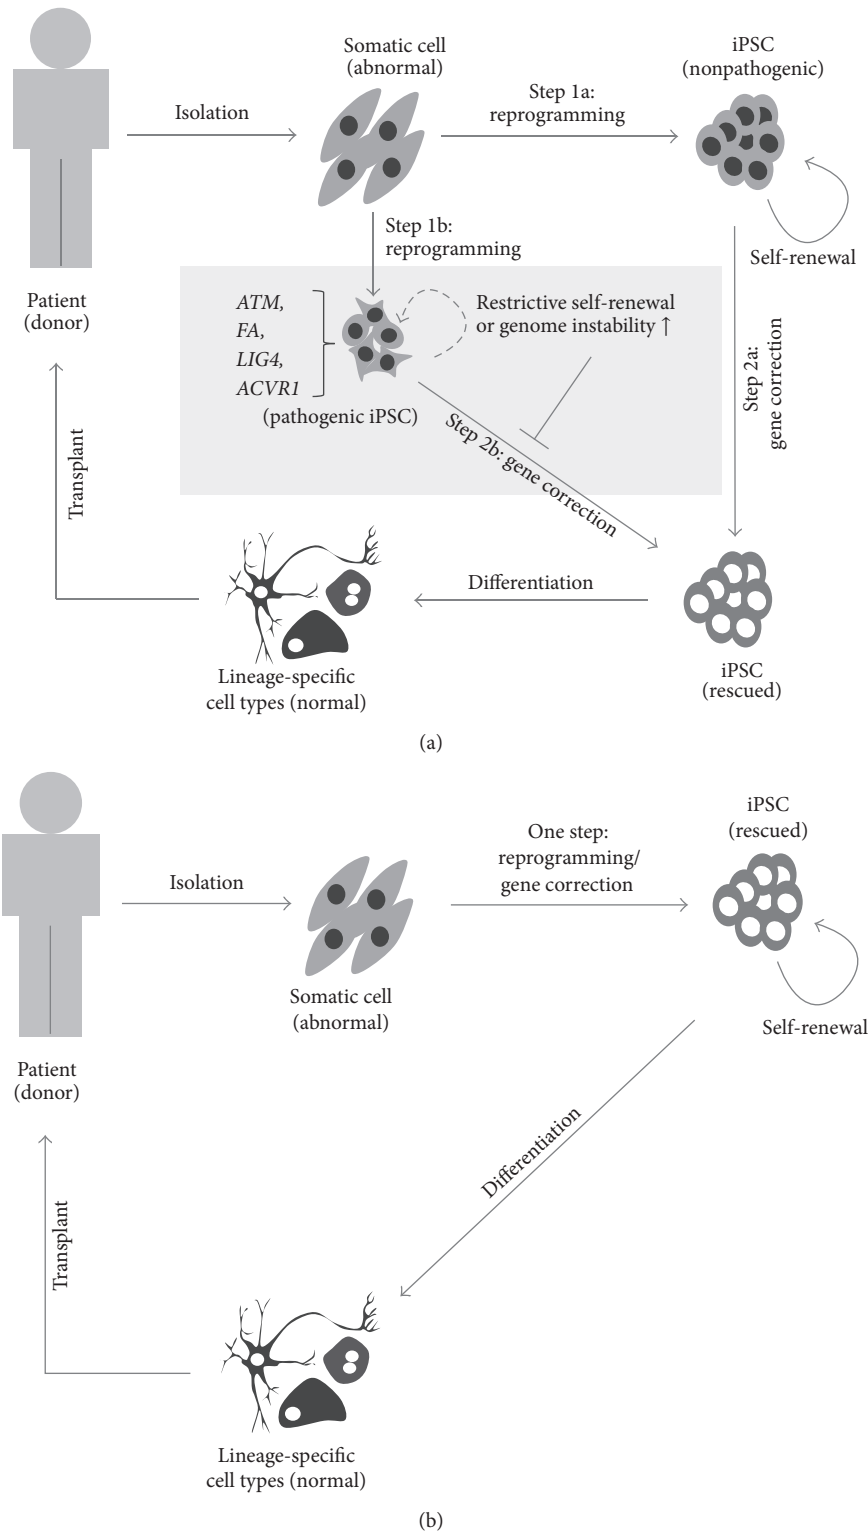 Somatic cell
(abnormal)
iPSC
(nonpathogenic)
Isolation
Step 1a:
reprogramming
Step 1b:
reprogramming
Self-renewal
Patient
(donor)
ATM,
FA,
LIG4,
ACVR1
(pathogenic iPSC)
Restrictive self-renewal
or genome instability ↑
Step 2a:
gene correction
Step 2b: gene correction
Transplant
Differentiation
Lineage-specific
cell types (normal)
iPSC
(rescued)
(a)
iPSC
(rescued)
One step:
reprogramming/
gene correction
Isolation
Somatic cell
(abnormal)
Self-renewal
Patient
(donor)
Differentiation
Transplant
Lineage-specific
cell types (normal)
(b)